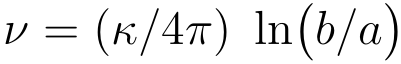 ν = (κ/4π) ln(b/a)